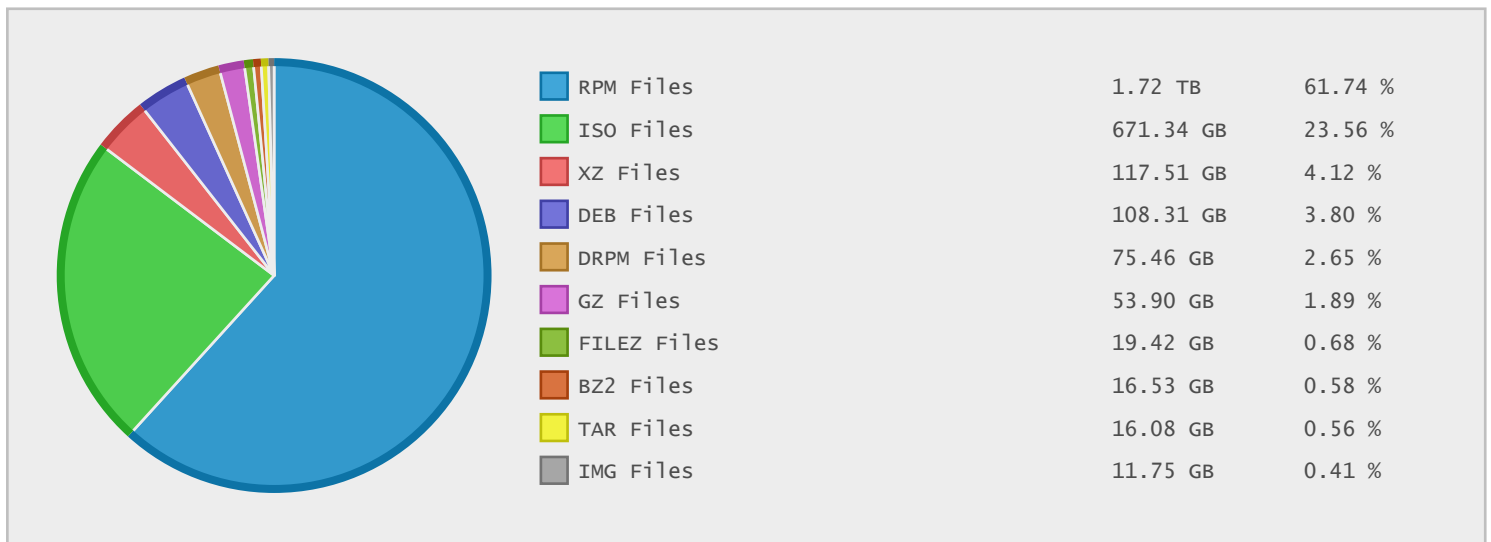 RPM Files 1.72 TB 61.74 %
ISO Files 671.34 GB 23.56 %
XZ Files 117.51 GB 4.12 %
DEB Files 108.31 GB 3.80 %
DRPM Files 75.46 GB 2.65 %
GZ Files 53.90 GB 1.89 %
FILEZ Files 19.42 GB 0.68 %
BZ2 Files 16.53 GB 0.58 %
TAR Files 16.08 GB 0.56 %
IMG Files 11.75 GB 0.41 %